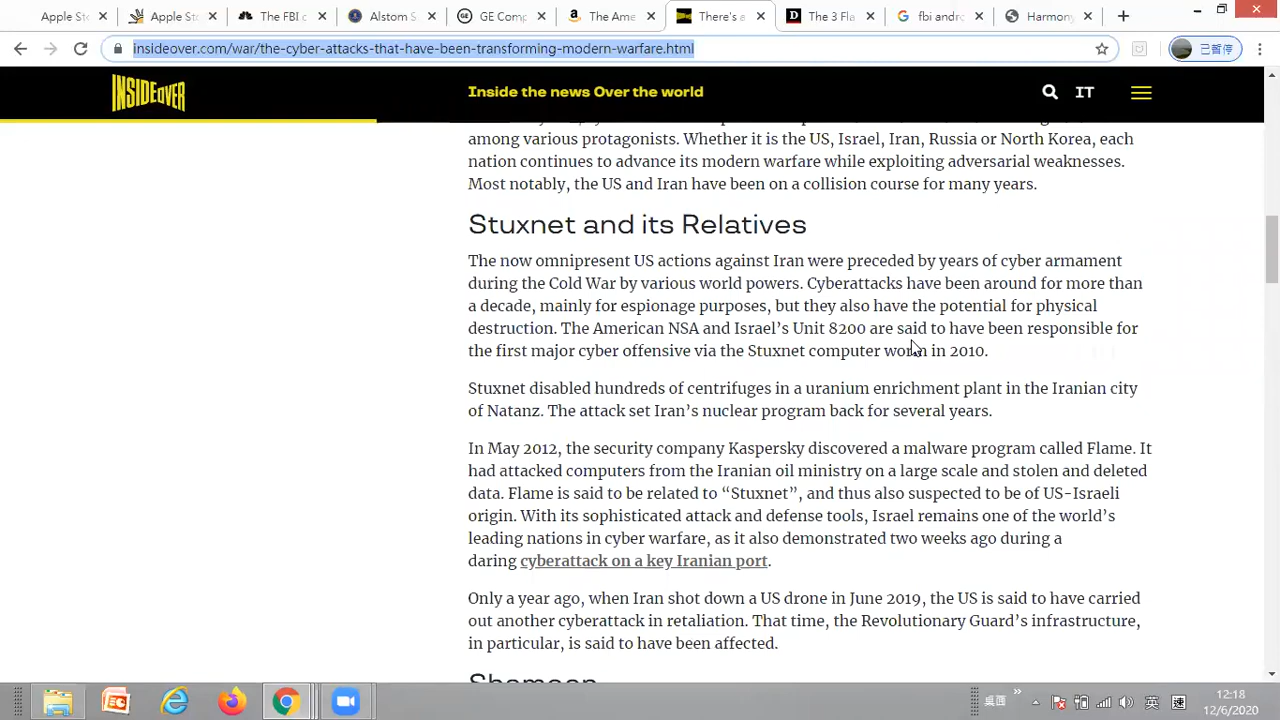 Apple St
Apple St
The FBI c
Alstom S
GE Comp
The Ame
There's a
The 3 Fla
fbi andr
Harmony
insideover.com/war/the-cyber-attacks-that-have-been-transforming-modern-warfare.html
已暫停
INSIDEOVER
Inside the news Over the world
IT
among various protagonists. Whether it is the US, Israel, Iran, Russia or North Korea, each
nation continues to advance its modern warfare while exploiting adversarial weaknesses.
Most notably, the US and Iran have been on a collision course for many years.
Stuxnet and its Relatives
The now omnipresent US actions against Iran were preceded by years of cyber armament
during the Cold War by various world powers. Cyberattacks have been around for more than
a decade, mainly for espionage purposes, but they also have the potential for physical
destruction. The American NSA and Israel's Unit 8200 are said to have been responsible for
the first major cyber offensive via the Stuxnet computer worm in 2010.
Stuxnet disabled hundreds of centrifuges in a uranium enrichment plant in the Iranian city
of Natanz. The attack set Iran's nuclear program back for several years.
In May 2012, the security company Kaspersky discovered a malware program called Flame. It
had attacked computers from the Iranian oil ministry on a large scale and stolen and deleted
data. Flame is said to be related to “Stuxnet”, and thus also suspected to be of US-Israeli
origin. With its sophisticated attack and defense tools, Israel remains one of the world's
leading nations in cyber warfare, as it also demonstrated two weeks ago during a
daring cyberattack on a key Iranian port.
Only a year ago, when Iran shot down a US drone in June 2019, the US is said to have carried
out another cyberattack in retaliation. That time, the Revolutionary Guard's infrastructure,
in particular, is said to have been affected.
Shamoon
桌面
英
12:18
12/6/2020